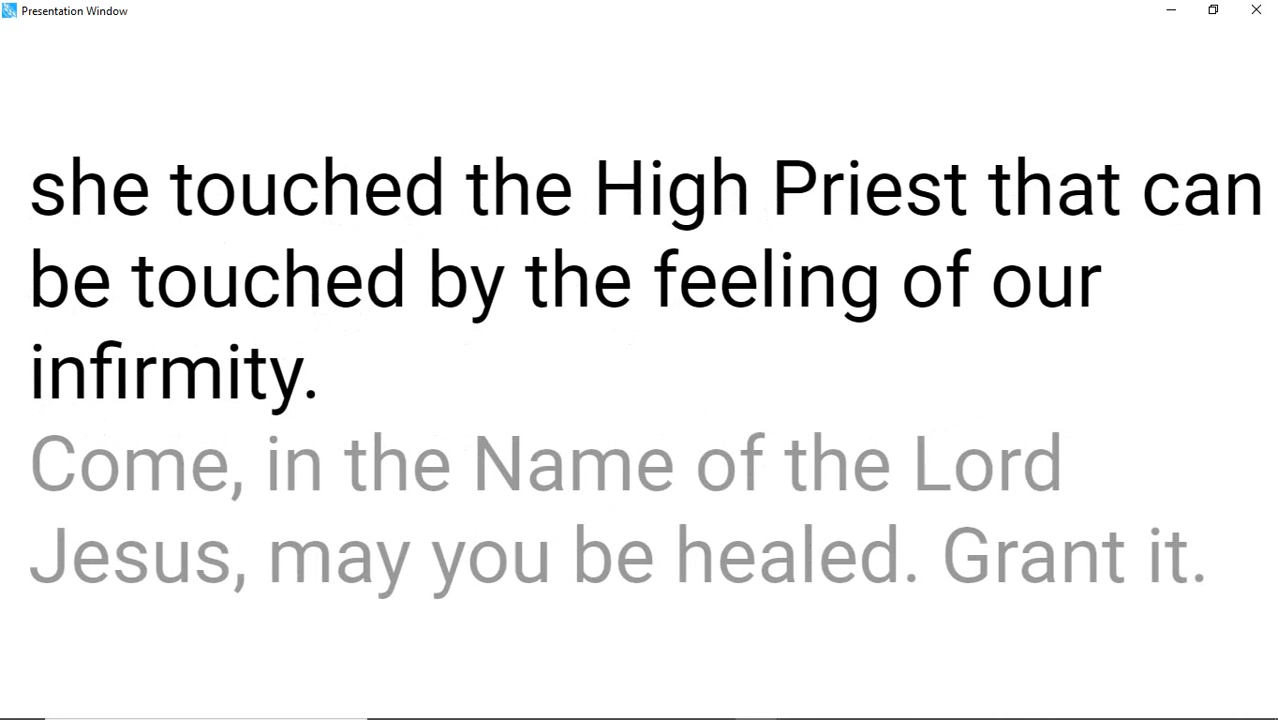 Presentation Window
she touched the High Priest that can
be touched by the feeling of our
infirmity.
Come, in the Name of the Lord
Jesus, may you be healed. Grant it.